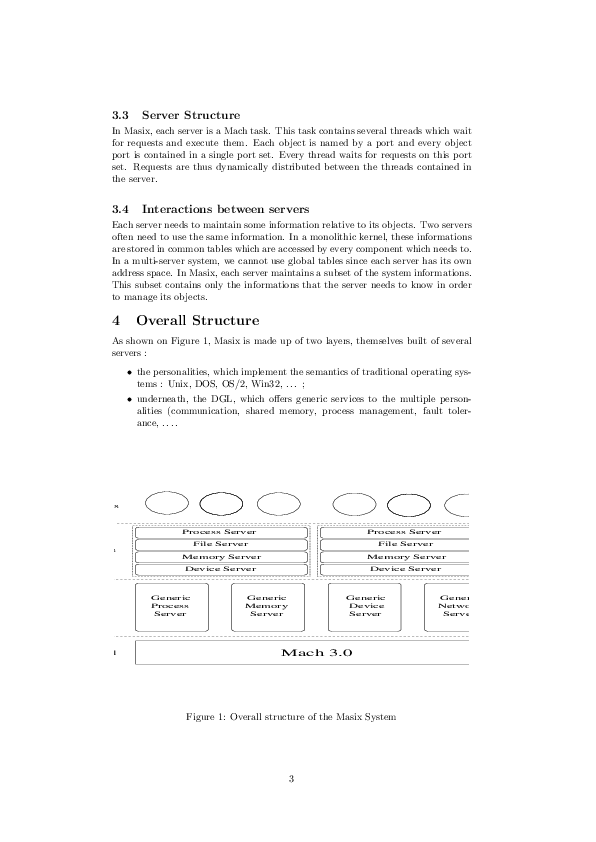 3.3 Server Structure
In Masix, each server is a Mach task. This task contains several threads which wait
for requests and execute them. Each object is named by a port and every object
port is contained in a single port set. Every thread waits for requests on this port
set. Requests are thus dynamically distributed between the threads contained in
the server.
3.4 Interactions between servers
Each server needs to maintain some information relative to its objects. Two servers
often need to use the same information. In a monolithic kernel, these informations
are stored in common tables which are accessed by every component which needs to.
In a multi-server system, we cannot use global tables since each server has its own
address space. In Masix, each server maintains a subset of the system informations.
This subset contains only the informations that the server needs to know in order
to manage its objects.
4 Overall Structure
As shown on Figure 1, Masix is made up of two layers, themselves built of several
servers :
• the personalities, which implement the semantics of traditional operating sys-
tems : Unix, DOS, OS/2, Win32, ... ;
• underneath, the DGL, which offers generic services to the multiple person-
alities (communication, shared memory, process management, fault toler-
ance, ....
s
Process Server Process Server
File Server File Server
Memory Server Memory Server
Device Server Device Server
Generic Generic Generic Gener
Process Memory Device Netwo
Server Server Server Serve
Mach 3.0
Figure 1: Overall structure of the Masix System
3